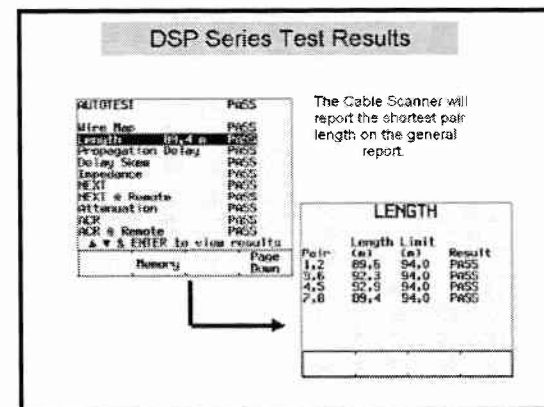 DSP Series Test Results
AUTOTEST PASS
Wire Map PASS
Length 89.4 m PASS
Propagation Delay PASS
Delay Skew PASS
Impedance PASS
NEXT PASS
NEXT @ Remote PASS
Attenuation PASS
ACR PASS
ACR @ Remote PASS
▲ ▼ & ENTER to view results
Memory Page Down
The Cable Scanner will
report the shortest pair
length on the general
report.
LENGTH
Length Limit
Pair (m) (m) Result
1,2 89.6 94.0 PASS
3,6 92.3 94.0 PASS
4,5 92.9 94.0 PASS
7,8 89.4 94.0 PASS